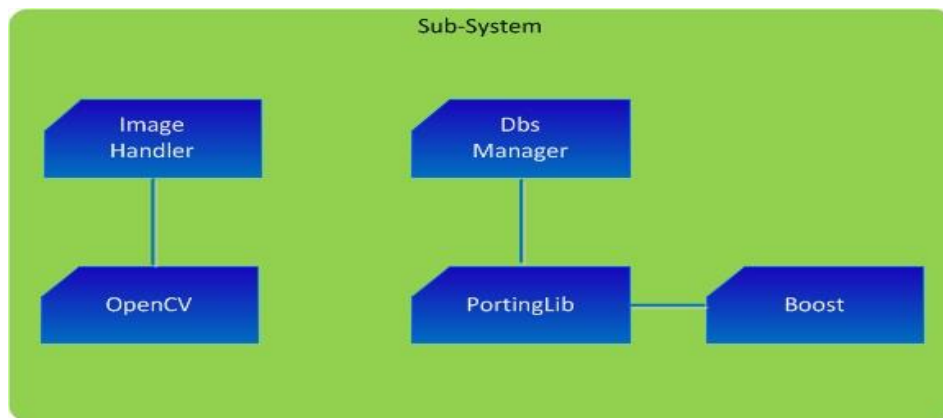 Sub-System
Image
Handler
Dbs
Manager
OpenCV
PortingLib
Boost